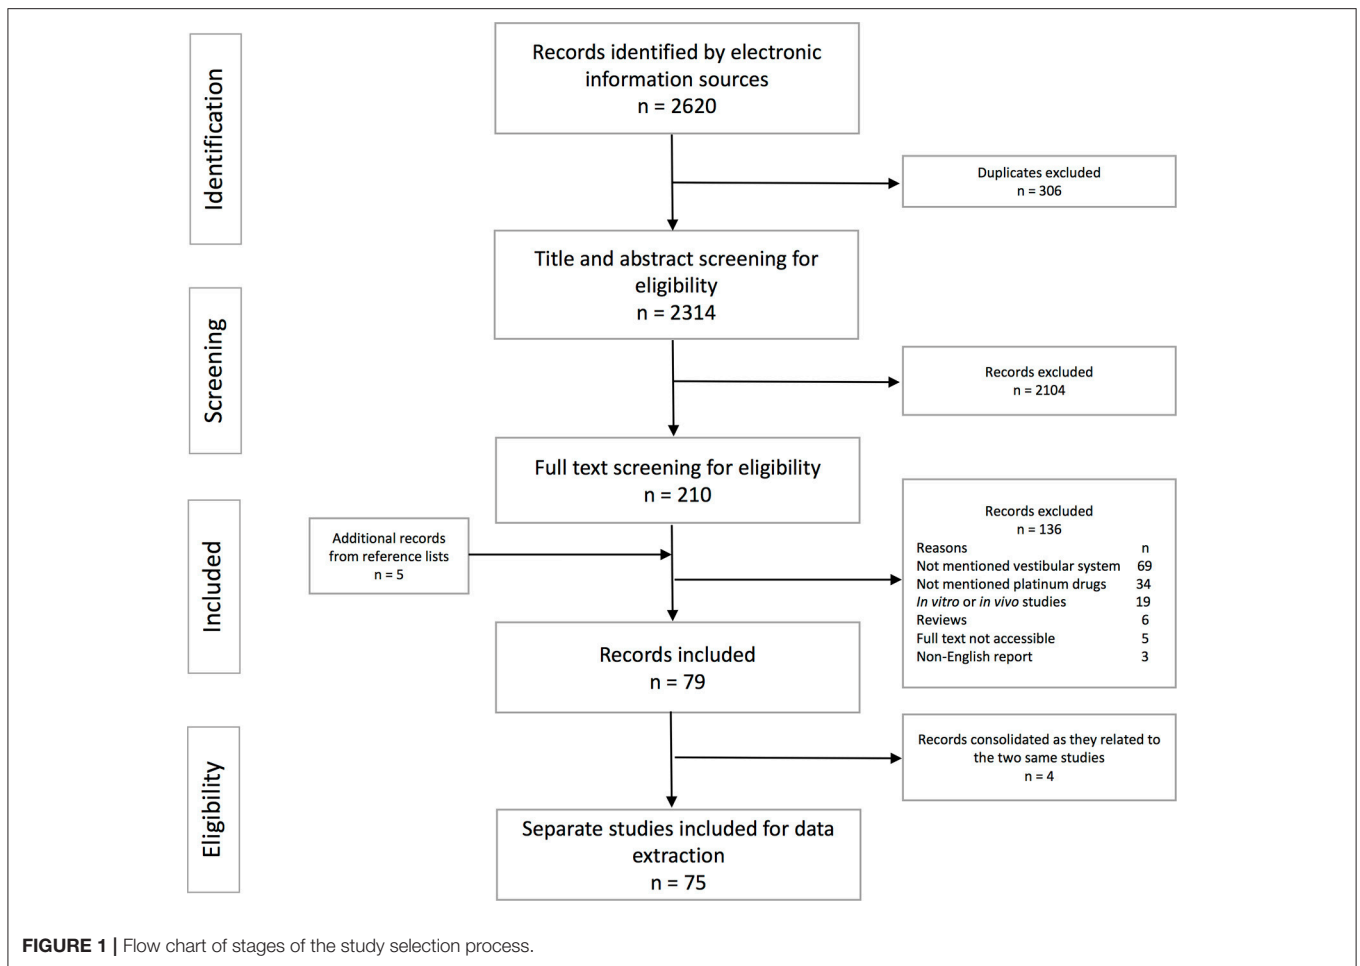 Identification
Records identified by electronic
information sources
n = 2620
Duplicates excluded
n = 306
Screening
Title and abstract screening for
eligibility
n = 2314
Records excluded
n = 2104
Included
Full text screening for eligibility
n = 210
Additional records
from reference lists
n = 5
Records excluded
n = 136
Reasons n
Not mentioned vestibular system 69
Not mentioned platinum drugs 34
In vitro or in vivo studies 19
Reviews 6
Full text not accessible 5
Non-English report 3
Records included
n = 79
Eligibility
Records consolidated as they related to
the two same studies
n = 4
Separate studies included for data
extraction
n = 75
FIGURE 1 | Flow chart of stages of the study selection process.